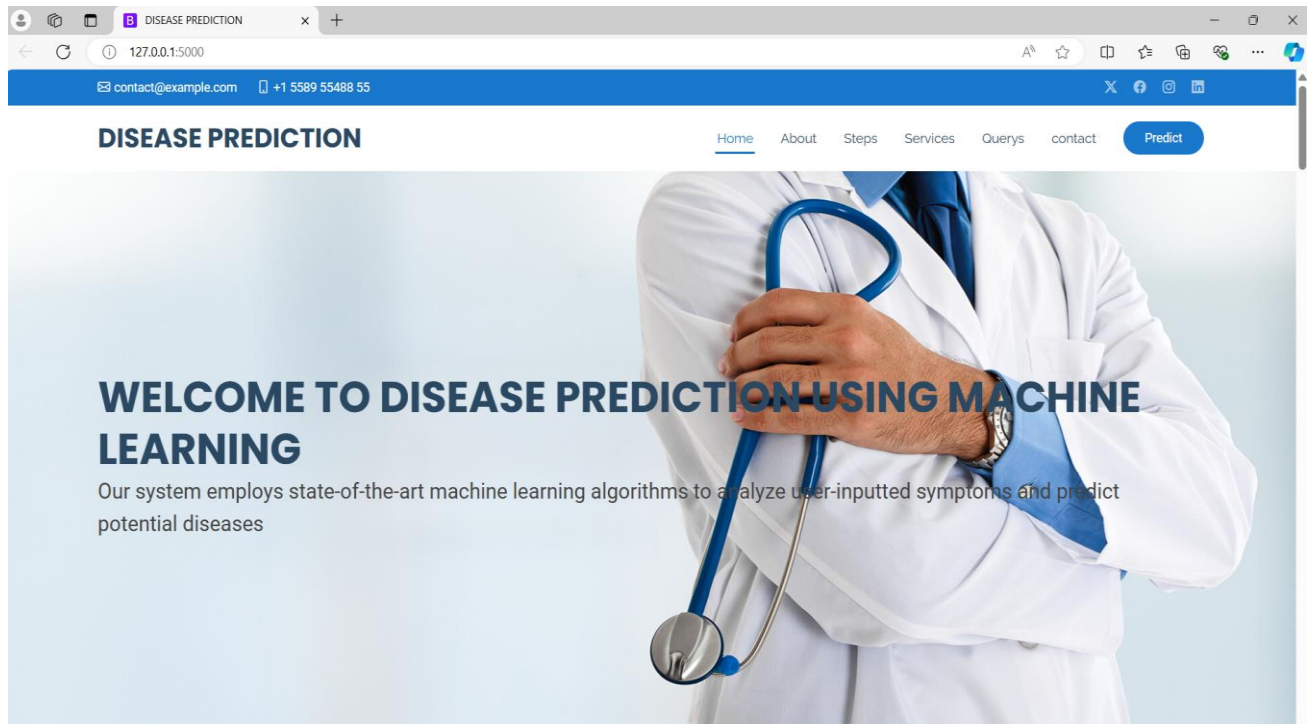 DISEASE PREDICTION
127.0.0.1:5000
contact@example.com +1 5589 55488 55
DISEASE PREDICTION
Home About Steps Services Querys contact Predict
WELCOME TO DISEASE PREDICTION USING MACHINE
LEARNING
Our system employs state-of-the-art machine learning algorithms to analyze user-inputted symptoms and predict
potential diseases